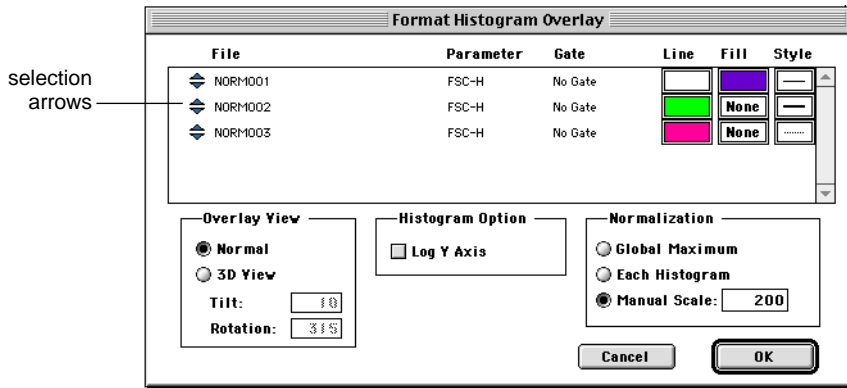 Format Histogram Overlay
File Parameter Gate Line Fill Style
selection
arrows
NORM001 FSC-H No Gate
NORM002 FSC-H No Gate None
NORM003 FSC-H No Gate None
Overlay View
Normal
3D View
Tilt: 10
Rotation: 315
Histogram Option
Log Y Axis
Normalization
Global Maximum
Each Histogram
Manual Scale: 200
Cancel OK